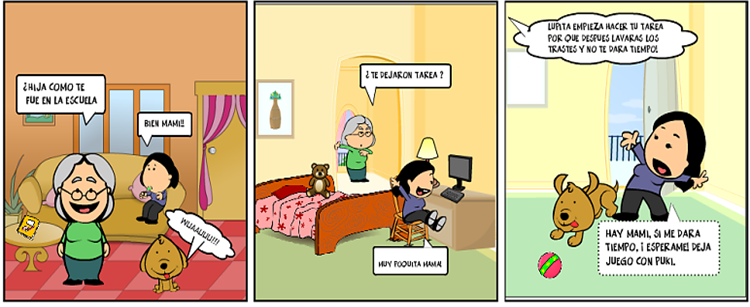 ¿HIJA COMO TE
FUE EN LA ESCUELA
BIEN MAMI!!
WUAAUUU!!!
¿TE DEJARON TAREA ?
MUY POQUITA MAMA!
LUPITA EMPIEZA HACER TU TAREA
POR QUE DESPUES LAVARAS LOS
TRASTES Y NO TE DARA TIEMPO!
HAY MAMI, SI ME DARA
TIEMPO, ¡ ESPERAME! DEJA
JUEGO CON PUKI.